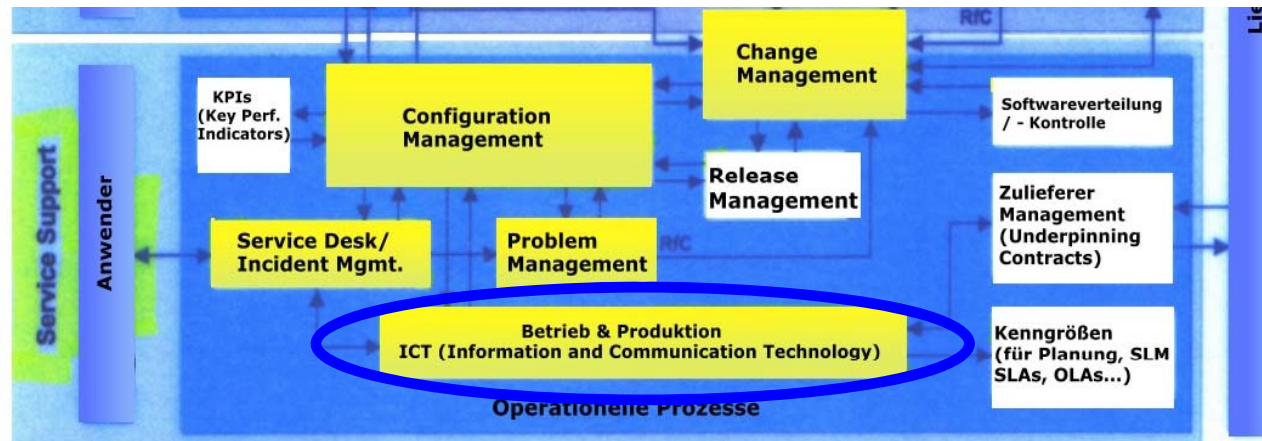 RfC
Lie
Change
Management
KPIs
(Key Perf.
Indicators)
Configuration
Management
Softwareverteilung
/ - Kontrolle
Release
Management
Zulieferer
Management
(Underpinning
Contracts)
Service Support
Anwender
Service Desk/
Incident Mgmt.
Problem
Management
RfC
Betrieb & Produktion
ICT (Information and Communication Technology)
Kenngrößen
(für Planung, SLM
SLAs, OLAs...)
Operationelle Prozesse